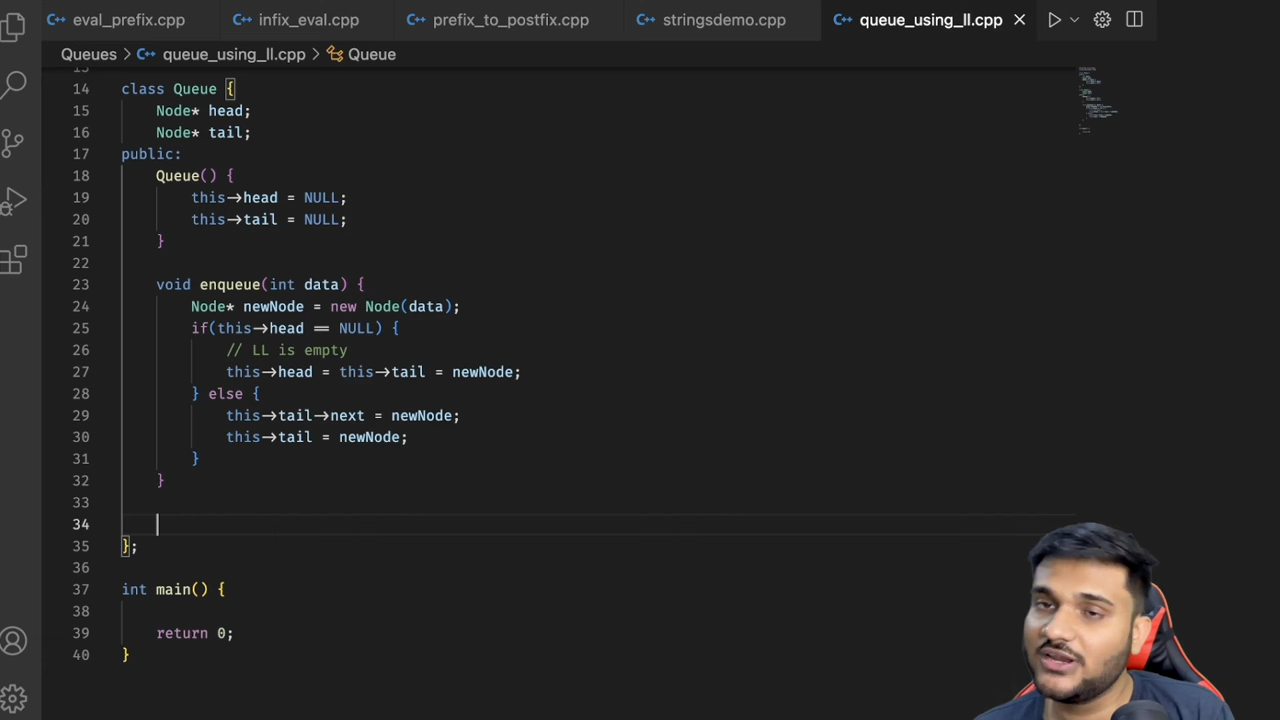 eval_prefix.cpp infix_eval.cpp prefix_to_postfix.cpp stringsdemo.cpp queue_using_ll.cpp
Queues > queue_using_ll.cpp > Queue
14 class Queue {
15 Node* head;
16 Node* tail;
17 public:
18 Queue() {
19 this->head = NULL;
20 this->tail = NULL;
21 }
22
23 void enqueue(int data) {
24 Node* newNode = new Node(data);
25 if(this->head == NULL) {
26 // LL is empty
27 this->head = this->tail = newNode;
28 } else {
29 this->tail->next = newNode;
30 this->tail = newNode;
31 }
32 }
33
34
35 };
36
37 int main() {
38
39 return 0;
40 }